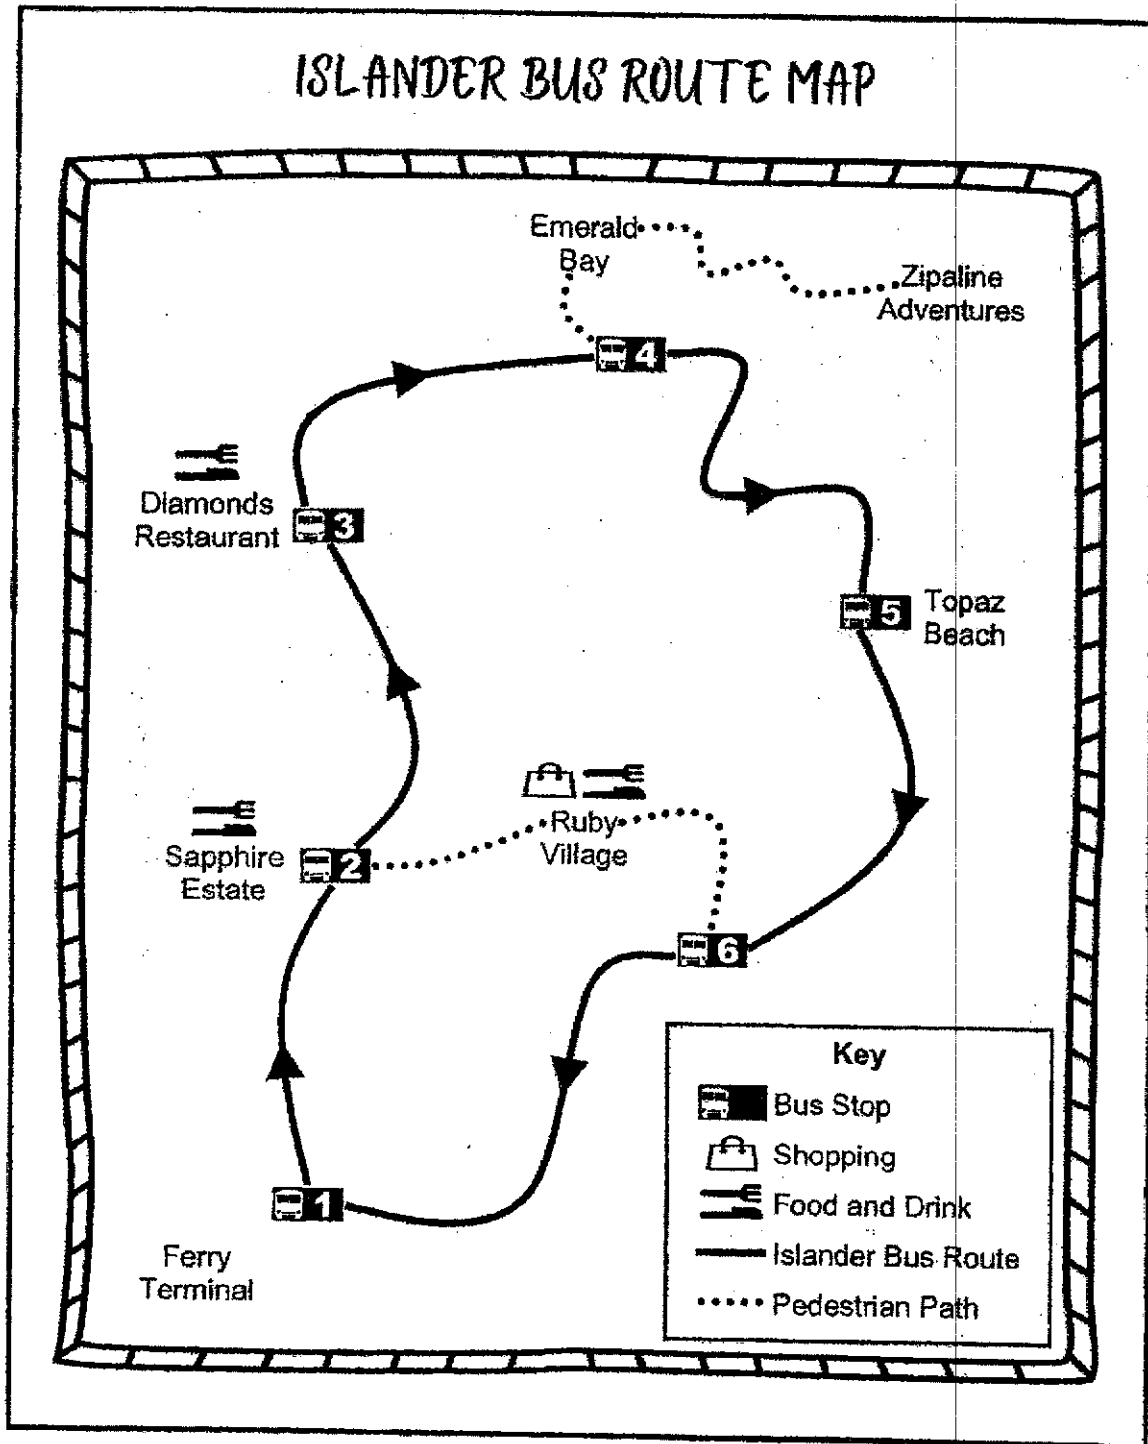 ISLANDER BUS ROUTE MAP
Emerald
Bay
Zipaline
Adventures
4
Diamonds
Restaurant
3
5
Topaz
Beach
Ruby
Village
Sapphire
Estate
2
6
1
Ferry
Terminal
Key
Bus Stop
Shopping
Food and Drink
Islander Bus Route
Pedestrian Path